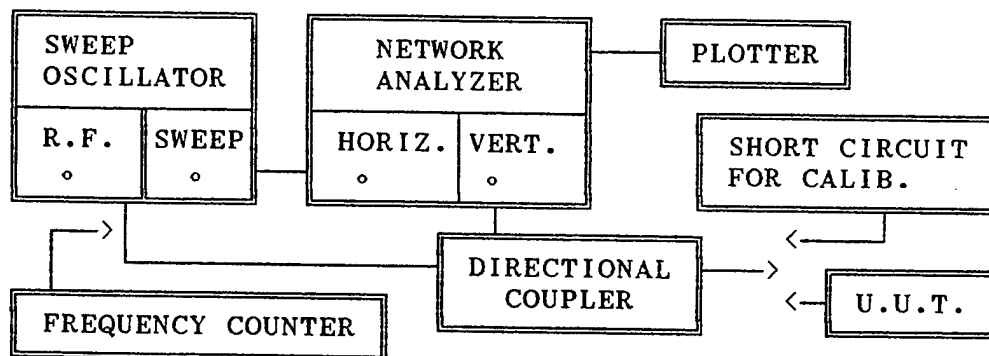 SWEEP
OSCILLATOR
R.F.
SWEEP
NETWORK
ANALYZER
HORIZ.
VERT.
PLOTTER
SHORT CIRCUIT
FOR CALIB.
DIRECTIONAL
COUPLER
U.U.T.
FREQUENCY COUNTER